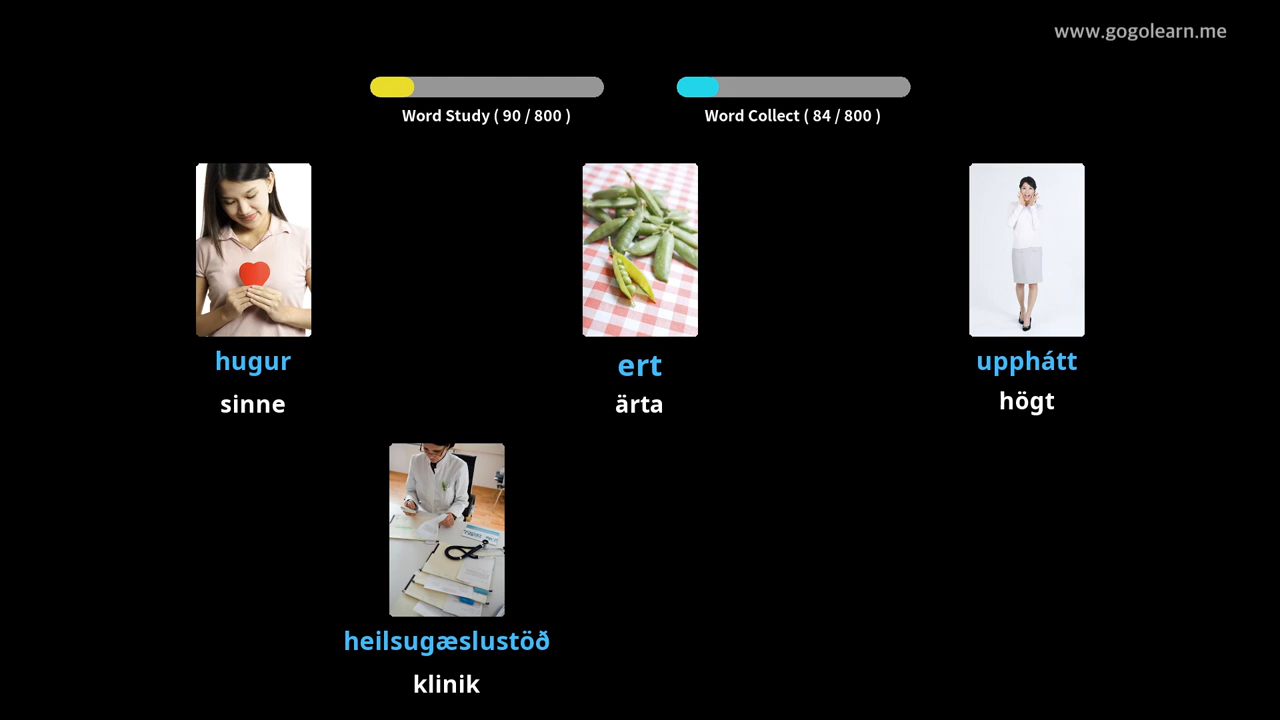 www.gogolearn.me
Word Study ( 90 / 800 )
Word Collect ( 84 / 800 )
hugur
sinne
ert
ärta
upphátt
högt
heilsugæslustöð
klinik